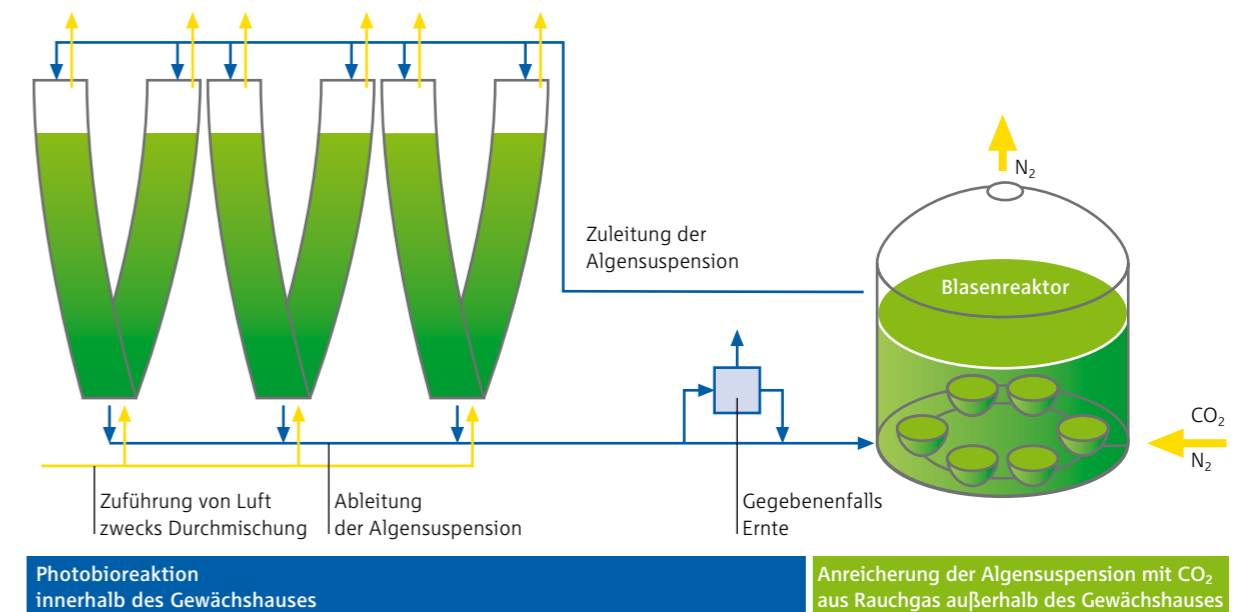 N₂
Zuleitung der
Algensuspension
Blasenreaktor
CO₂
N₂
Zuführung von Luft
zwecks Durchmischung
Ableitung
der Algensuspension
Gegebenenfalls
Ernte
Photobioreaktion
innerhalb des Gewächshauses
Anreicherung der Algensuspension mit CO₂
aus Rauchgas außerhalb des Gewächshauses